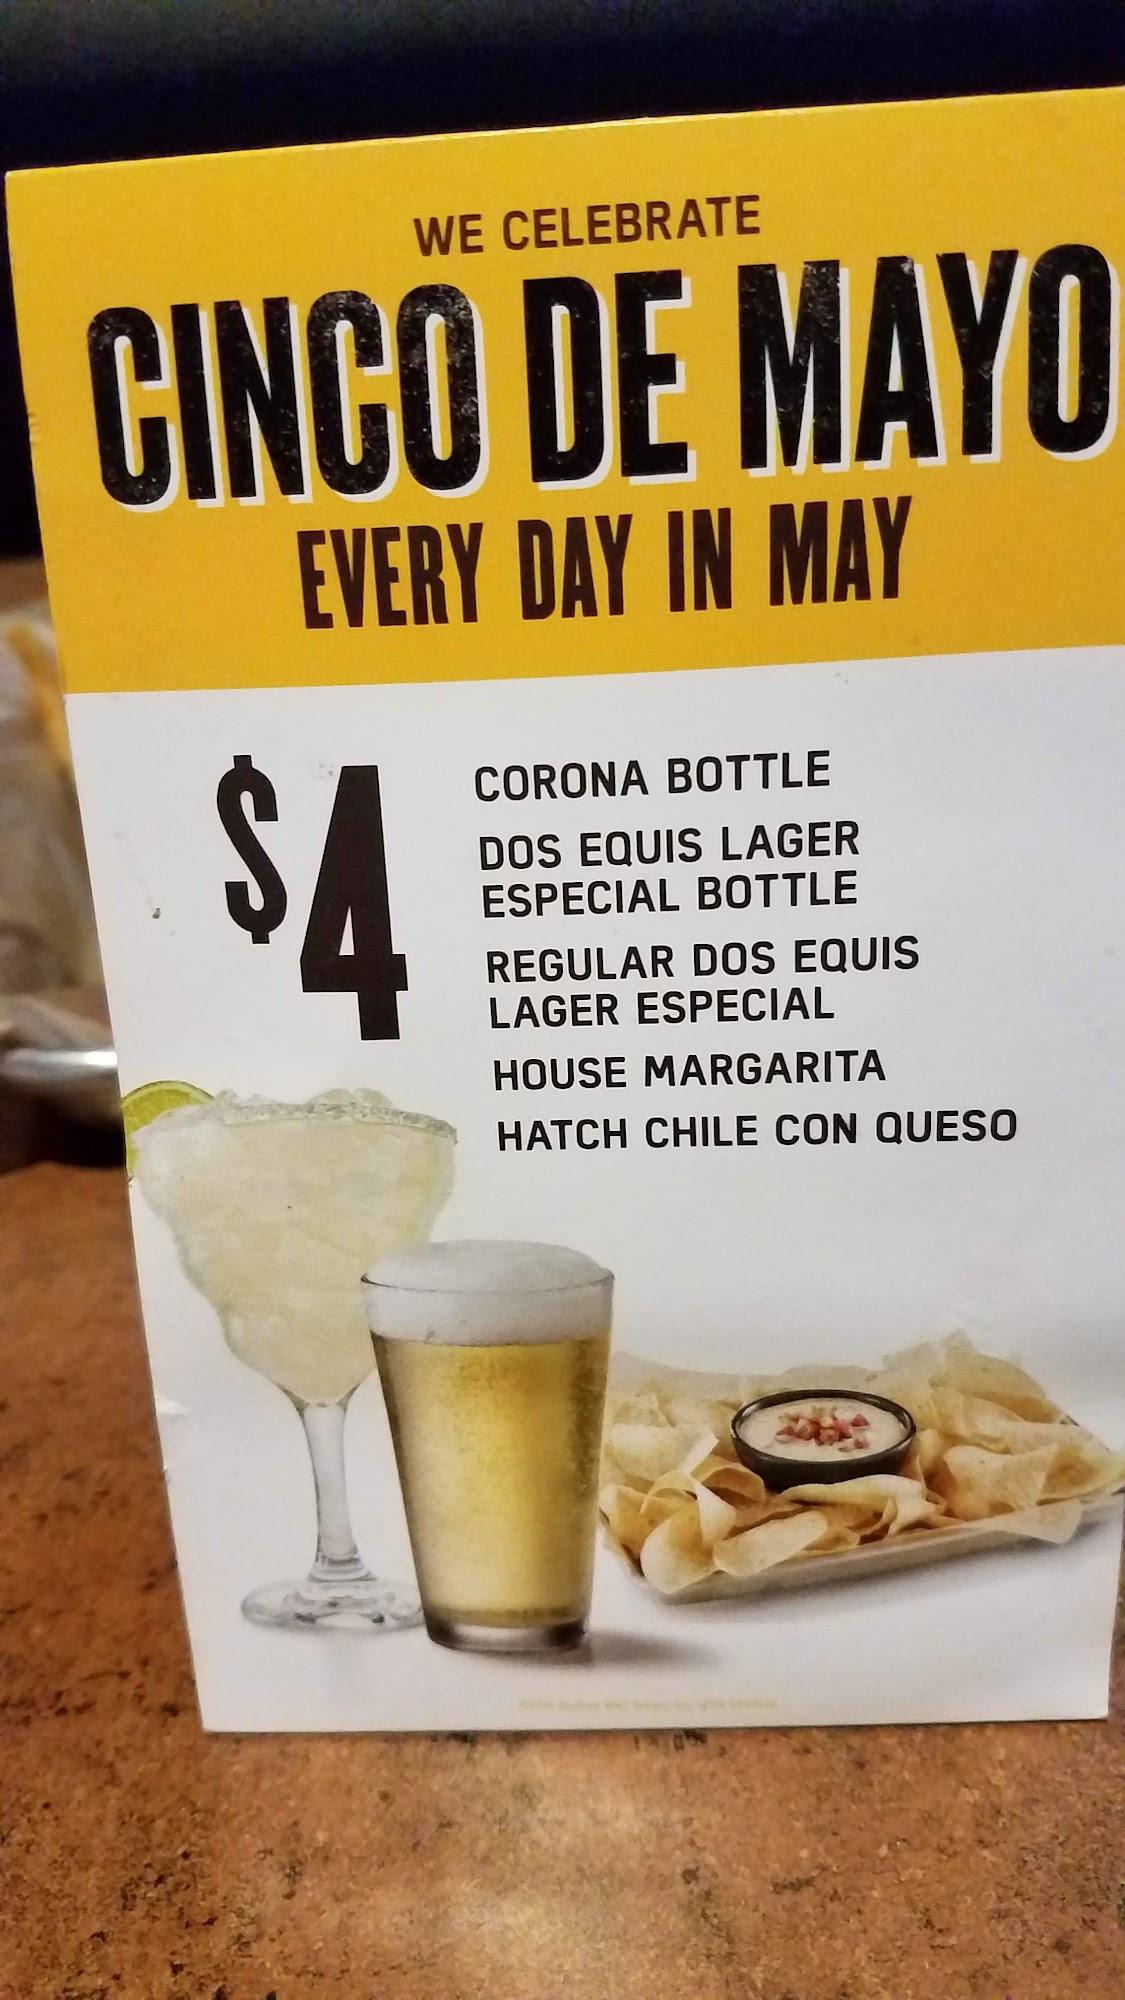 WE CELEBRATE
CINCO DE MAYO
EVERY DAY IN MAY
$4
CORONA BOTTLE
DOS EQUIS LAGER
ESPECIAL BOTTLE
REGULAR DOS EQUIS
LAGER ESPECIAL
HOUSE MARGARITA
HATCH CHILE CON QUESO